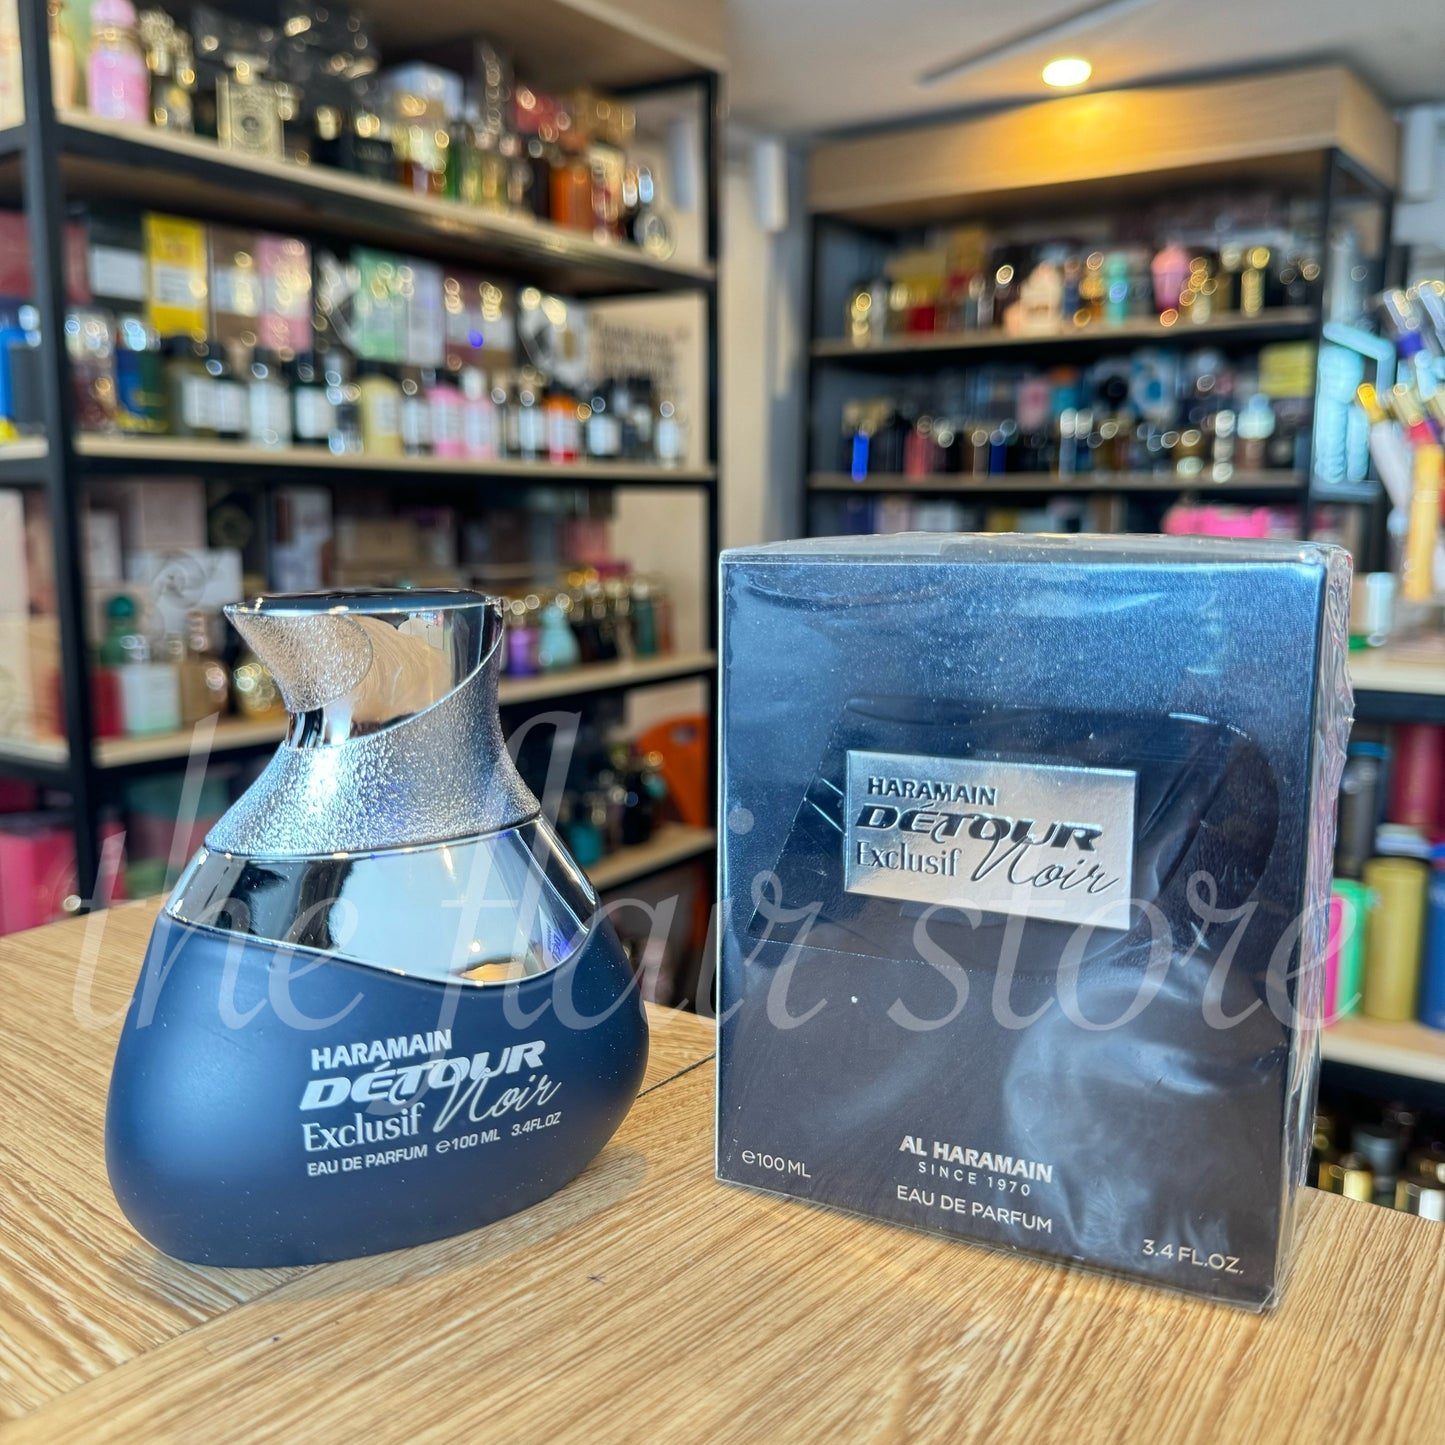 HARAMAIN
DÉTOUR
Exclusif Noir
EAU DE PARFUM e100 ML 3.4FL.OZ
HARAMAIN
DÉTOUR
Exclusif Noir
AL HARAMAIN
SINCE 1970
EAU DE PARFUM
e100 ML
3.4 FL.OZ.
the flair store